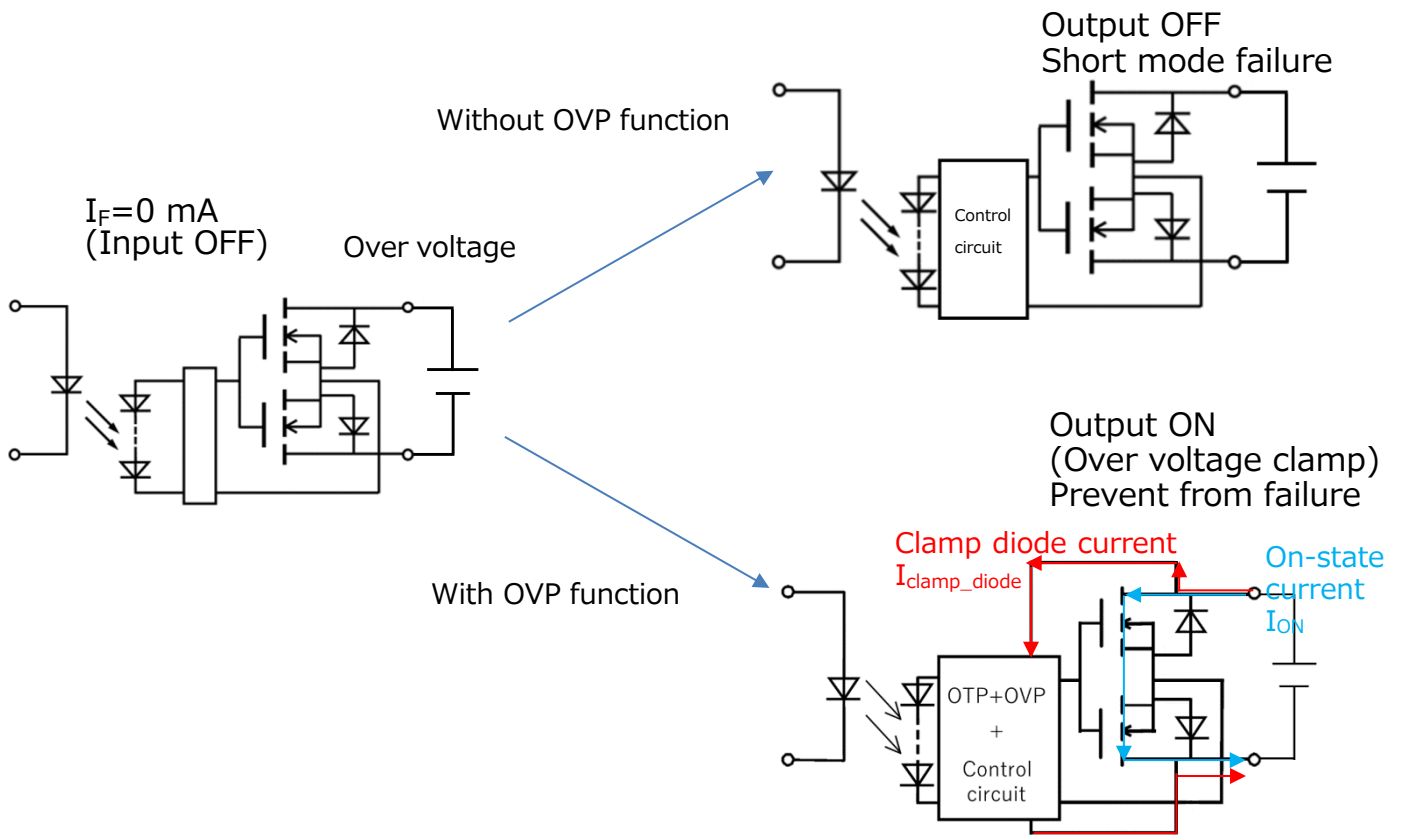 Output OFF
Short mode failure
Without OVP function
Control
circuit
IF=0 mA
(Input OFF)
Over voltage
Output ON
(Over voltage clamp)
Prevent from failure
Clamp diode current
Iclamp_diode
On-state
current
ION
With OVP function
OTP+OVP
+
Control
circuit